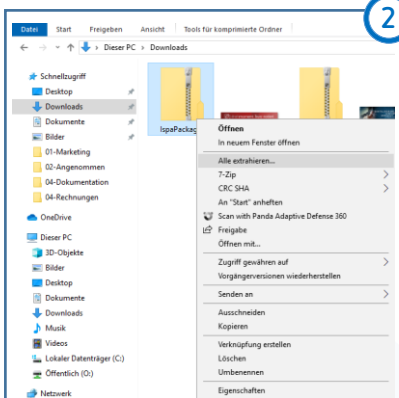 2
Datei Start Freigeben Ansicht Tools für komprimierte Ordner
Dieser PC > Downloads
Schnellzugriff
Desktop
Downloads
Dokumente
Bilder
01-Marketing
02-Angenommen
04-Dokumentation
04-Rechnungen
OneDrive
Dieser PC
3D-Objekte
Bilder
Desktop
Dokumente
Downloads
Musik
Videos
Lokaler Datenträger (C:)
Öffentlich (O:)
Netzwerk
IspaPackag
Öffnen
In neuem Fenster öffnen
Alle extrahieren...
7-Zip
CRC SHA
An "Start" anheften
Scan with Panda Adaptive Defense 360
Freigabe
Öffnen mit...
Zugriff gewähren auf
Vorgängerversionen wiederherstellen
Senden an
Ausschneiden
Kopieren
Verknüpfung erstellen
Löschen
Umbenennen
Eigenschaften